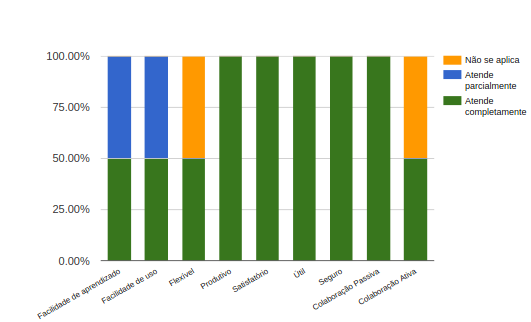 100.00%
75.00%
50.00%
25.00%
0.00%
Facilidade de aprendizado
Facilidade de uso
Flexível
Produtivo
Satisfatório
Útil
Seguro
Colaboração Passiva
Colaboração Ativa
Não se aplica
Atende
parcialmente
Atende
completamente